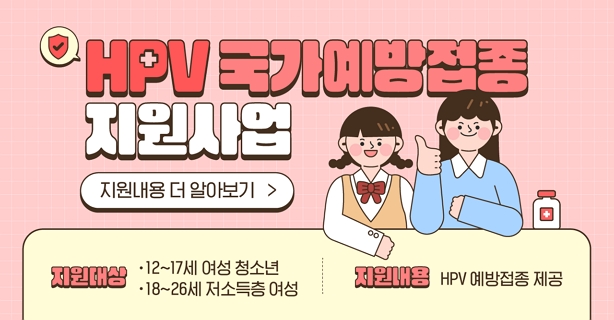 HPV 국가예방접종
지원사업
지원내용 더 알아보기 >
지원대상
•12~17세 여성 청소년
•18~26세 저소득층 여성
지원내용
HPV 예방접종 제공